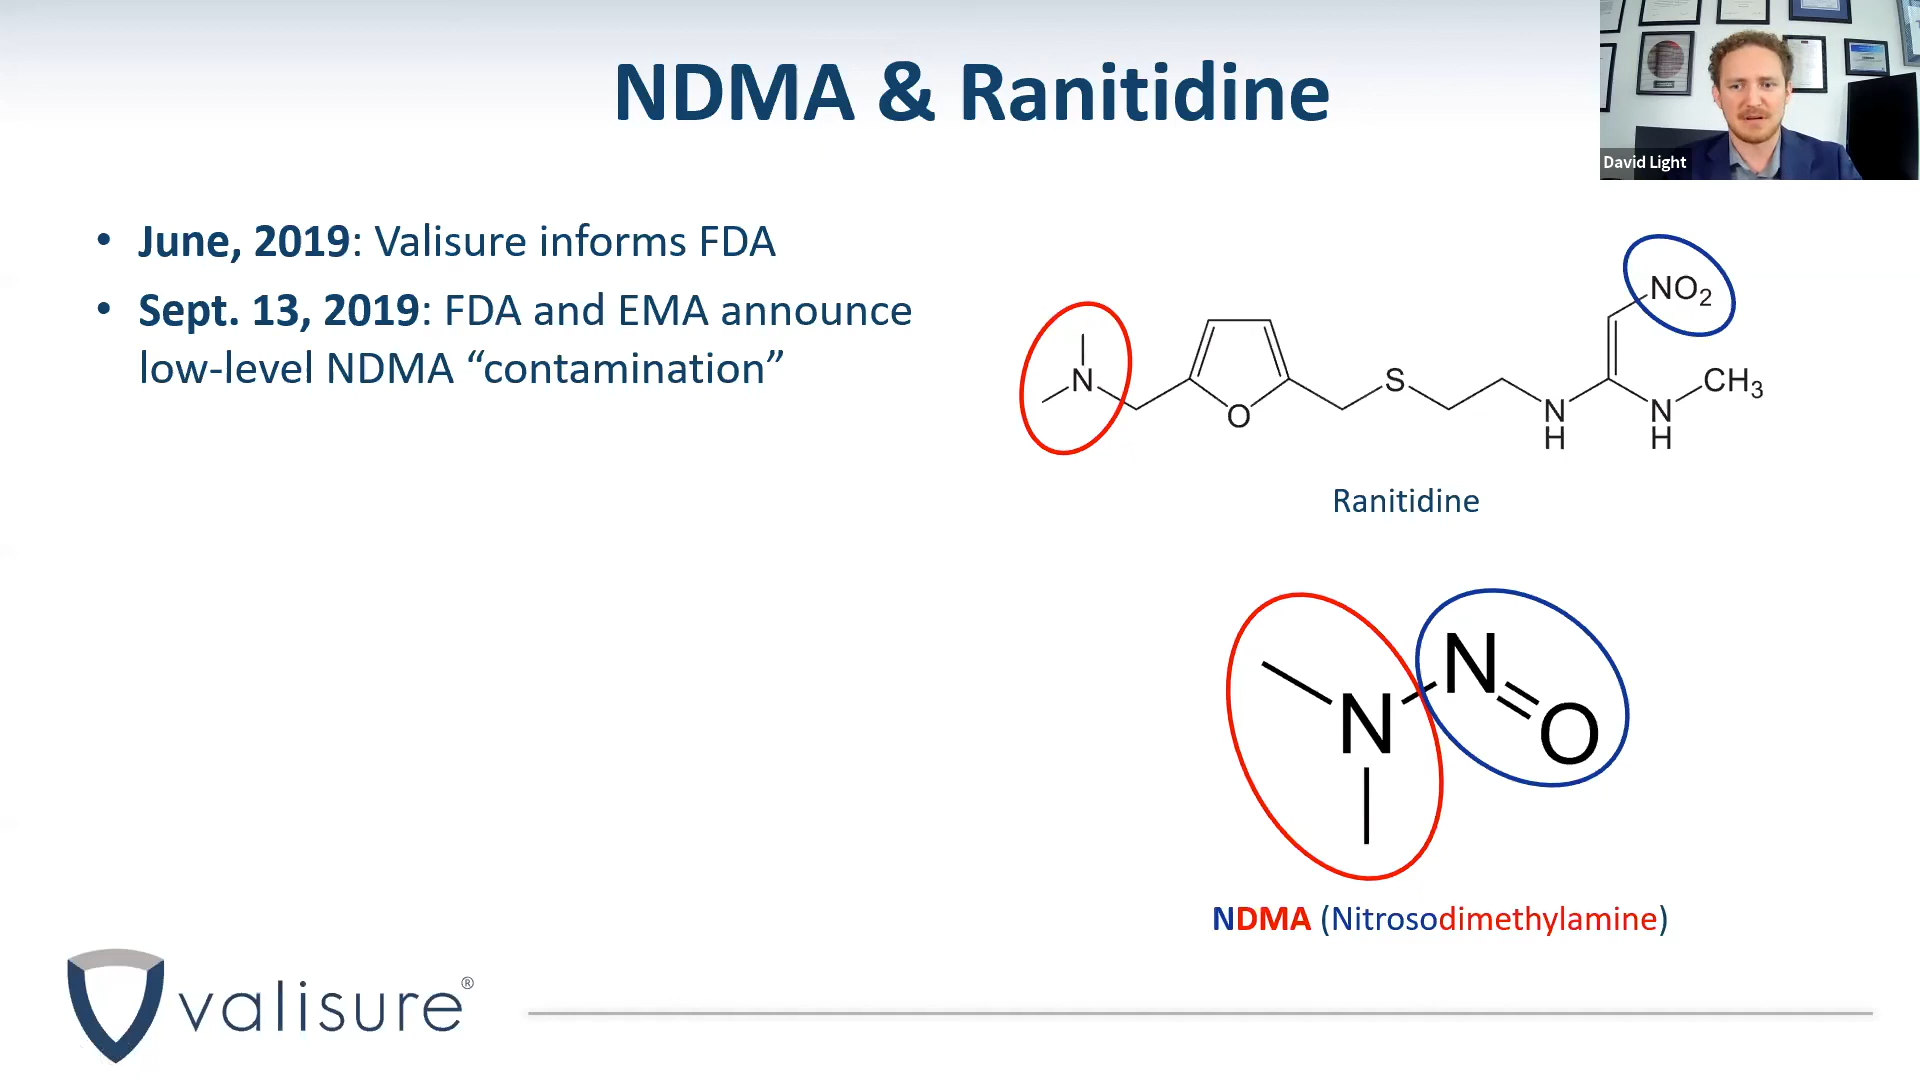 NDMA & Ranitidine
David Light
• June, 2019: Valisure informs FDA
• Sept. 13, 2019: FDA and EMA announce
low-level NDMA “contamination”
NO2
N
O
S
N
H
N
H
CH3
Ranitidine
N
N
O
NDMA (Nitrosodimethylamine)
valisure®